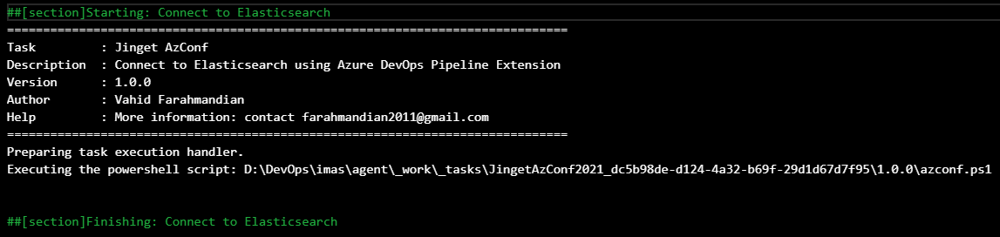 ##[section]Starting: Connect to Elasticsearch
==============================================================================
Task         : Jinget AzConf
Description  : Connect to Elasticsearch using Azure DevOps Pipeline Extension
Version      : 1.0.0
Author       : Vahid Farahmandian
Help         : More information: contact farahmandian2011@gmail.com
==============================================================================
Preparing task execution handler.
Executing the powershell script: D:\DevOps\imas\agent\_work\_tasks\JingetAzConf2021_dc5b98de-d124-4a32-b69f-29d1d67d7f95\1.0.0\azconf.ps1
##[section]Finishing: Connect to Elasticsearch